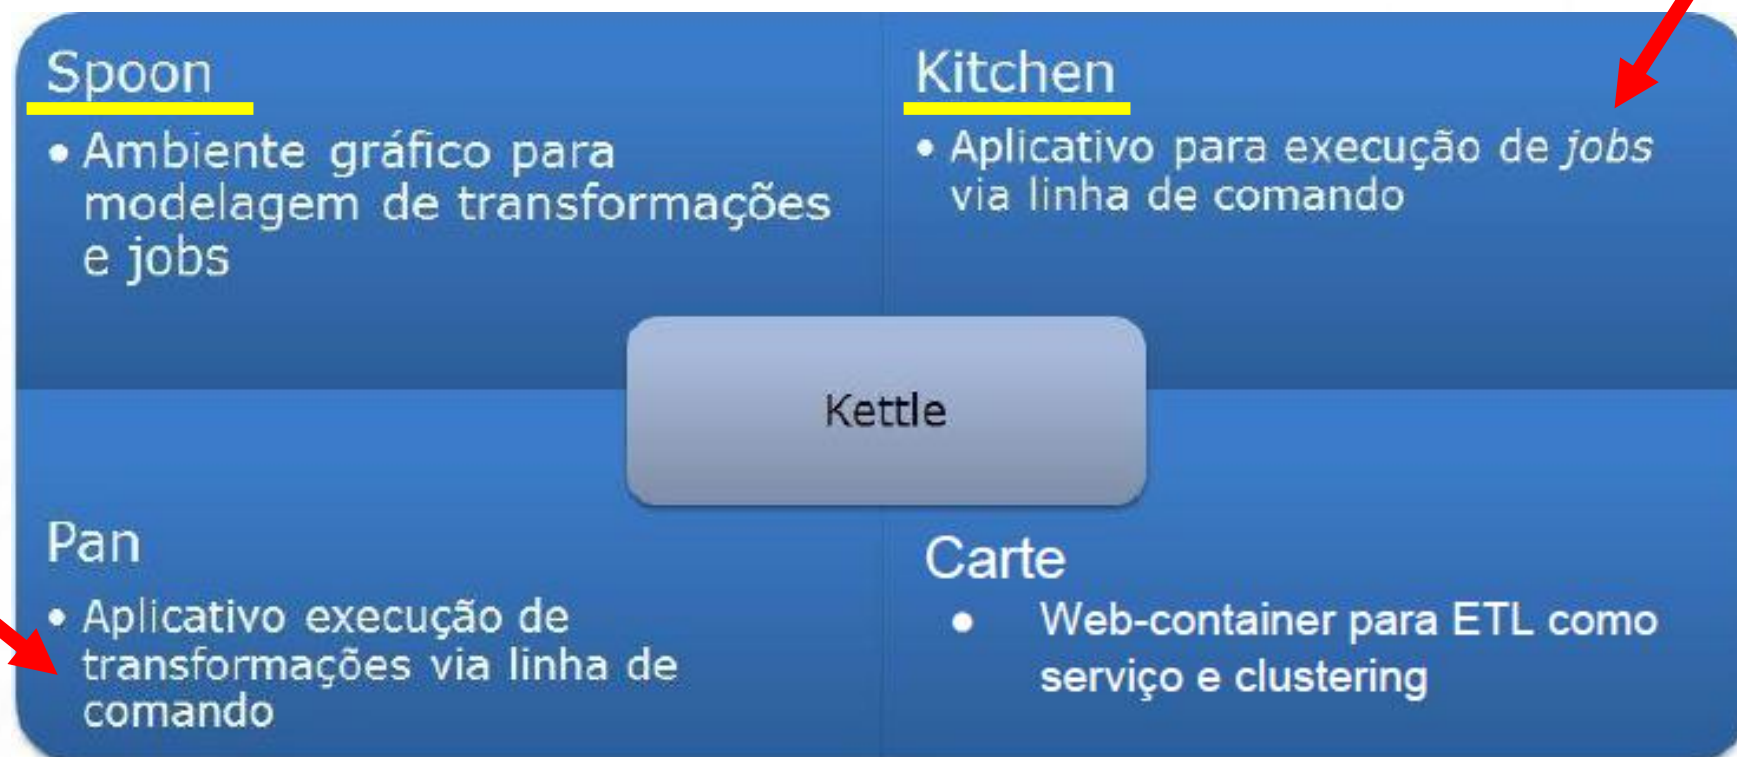 Spoon
• Ambiente gráfico para
modelagem de transformações
e jobs
Kitchen
• Aplicativo para execução de jobs
via linha de comando
Kettle
Pan
• Aplicativo execução de
transformações via linha de
comando
Carte
• Web-container para ETL como
serviço e clustering